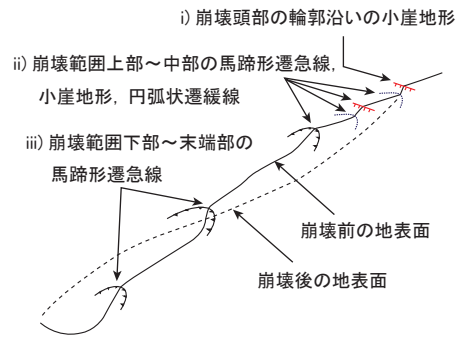 i) 崩壊頭部の輪郭沿いの小崖地形
ii) 崩壊範囲上部～中部の馬蹄形遷急線,
小崖地形, 円弧状遷緩線
iii) 崩壊範囲下部～末端部の
馬蹄形遷急線
崩壊前の地表面
崩壊後の地表面